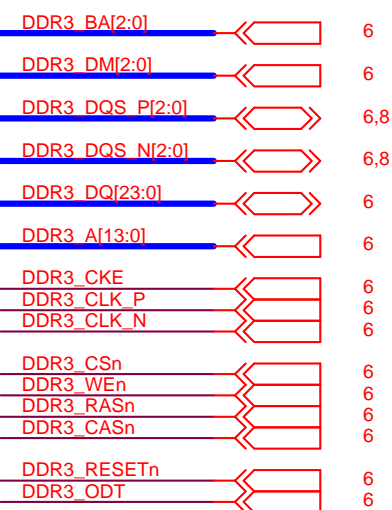 DDR3_BA[2:0] 6
DDR3_DM[2:0] 6
DDR3_DQS_P[2:0] 6,8
DDR3_DQS_N[2:0] 6,8
DDR3_DQ[23:0] 6
DDR3_A[13:0] 6
DDR3_CKE 6
DDR3_CLK_P 6
DDR3_CLK_N 6
DDR3_CSn 6
DDR3_WEn 6
DDR3_RASn 6
DDR3_CASn 6
DDR3_RESETn 6
DDR3_ODT 6